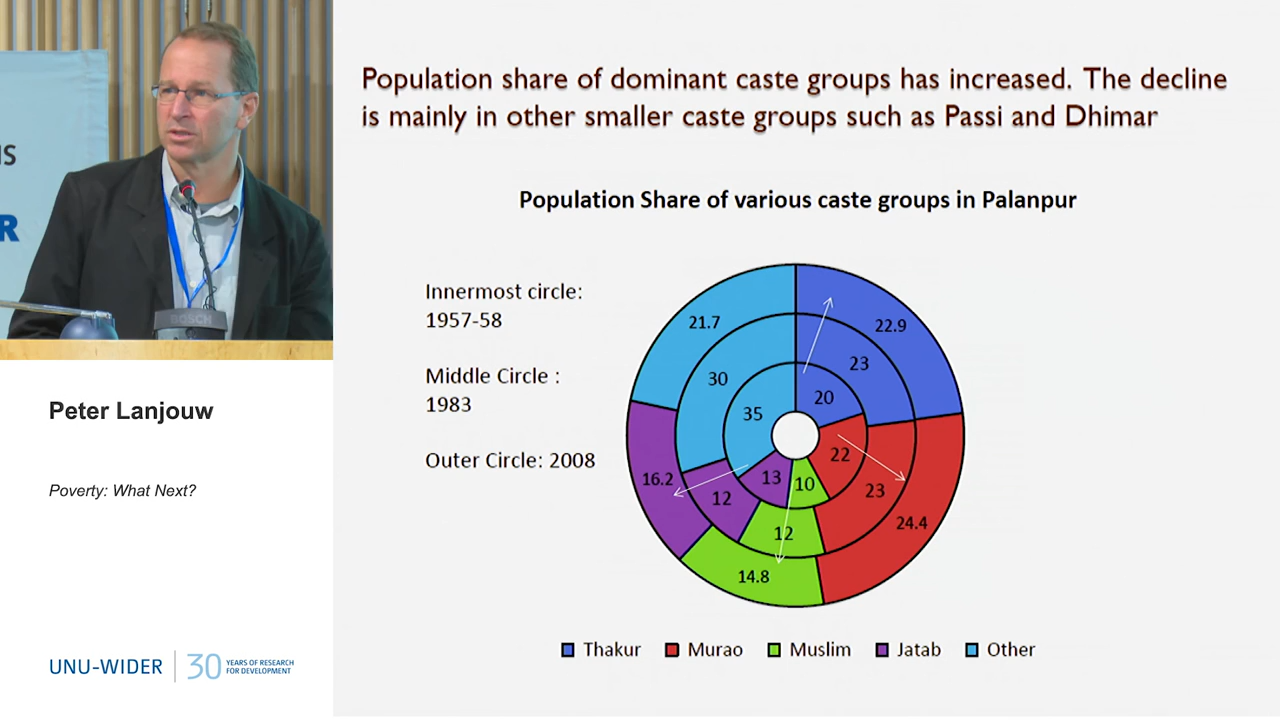 Population share of dominant caste groups has increased. The decline
is mainly in other smaller caste groups such as Passi and Dhimar
Population Share of various caste groups in Palanpur
Innermost circle:
1957-58
Middle Circle :
1983
Outer Circle: 2008
21.7
22.9
30
23
35
20
22
16.2
13
10
12
23
12
24.4
14.8
Thakur
Murao
Muslim
Jatab
Other
IS
R
BOSCH
Peter Lanjouw
Poverty: What Next?
UNU-WIDER
30 YEARS OF RESEARCH
FOR DEVELOPMENT